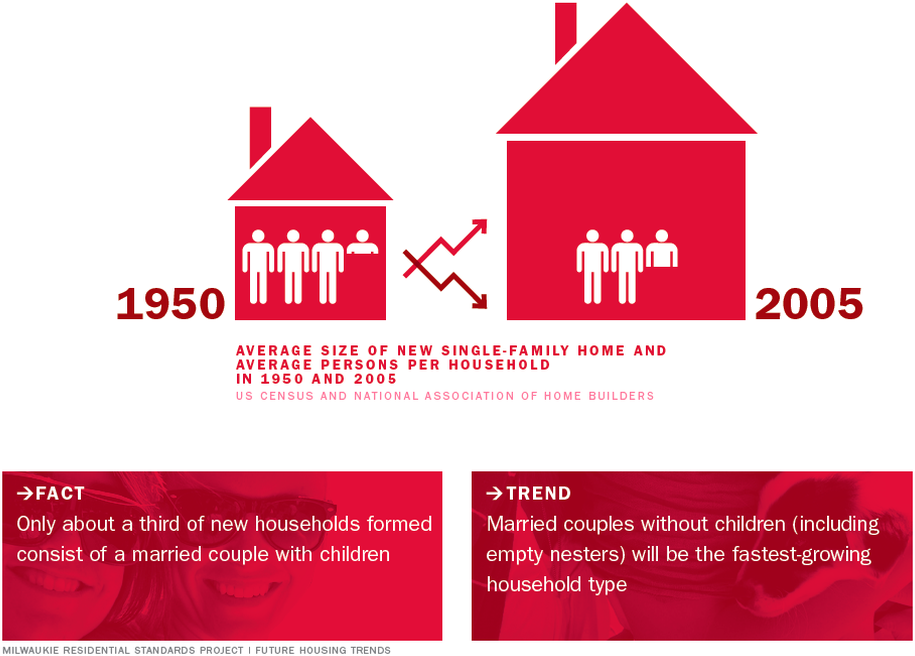 1950
2005
AVERAGE SIZE OF NEW SINGLE-FAMILY HOME AND
AVERAGE PERSONS PER HOUSEHOLD
IN 1950 AND 2005
US CENSUS AND NATIONAL ASSOCIATION OF HOME BUILDERS
→FACT
Only about a third of new households formed
consist of a married couple with children
→TREND
Married couples without children (including
empty nesters) will be the fastest-growing
household type
MILWAUKIE RESIDENTIAL STANDARDS PROJECT | FUTURE HOUSING TRENDS